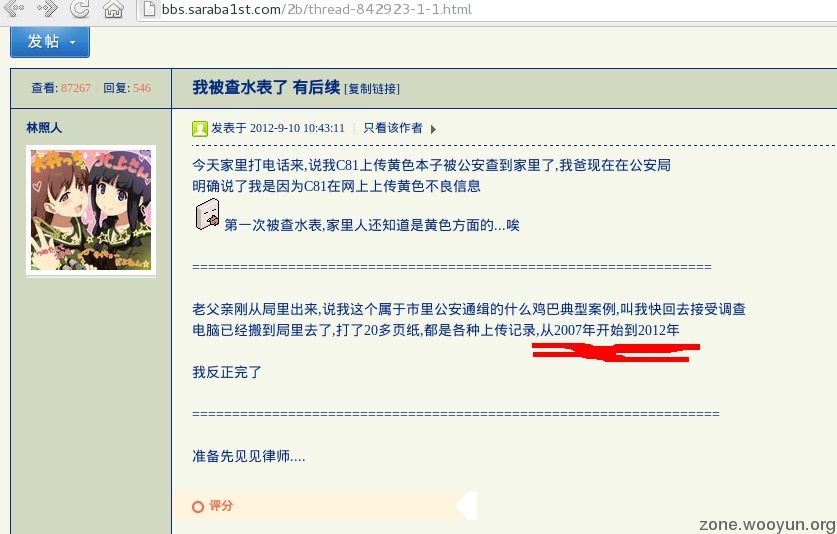 bbs.saraba1st.com/2b/thread-842923-1-1.html
发帖
查看: 87267 回复: 546
我被查水表了 有后续 [复制链接]
林照人
发表于 2012-9-10 10:43:11 | 只看该作者
今天家里打电话来,说我C81上传黄色本子被公安查到家里了,我爸现在在公安局
明确说了我是因为C81在网上上传黄色不良信息
第一次被查水表,家里人还知道是黄色方面的...唉
=================================================================
老父亲刚从局里出来,说我这个属于市里公安通缉的什么鸡巴典型案例,叫我快回去接受调查
电脑已经搬到局里去了,打了20多页纸,都是各种上传记录,从2007年开始到2012年
我反正完了
==================================================================
准备先见见律师....
评分
zone.wooyun.org